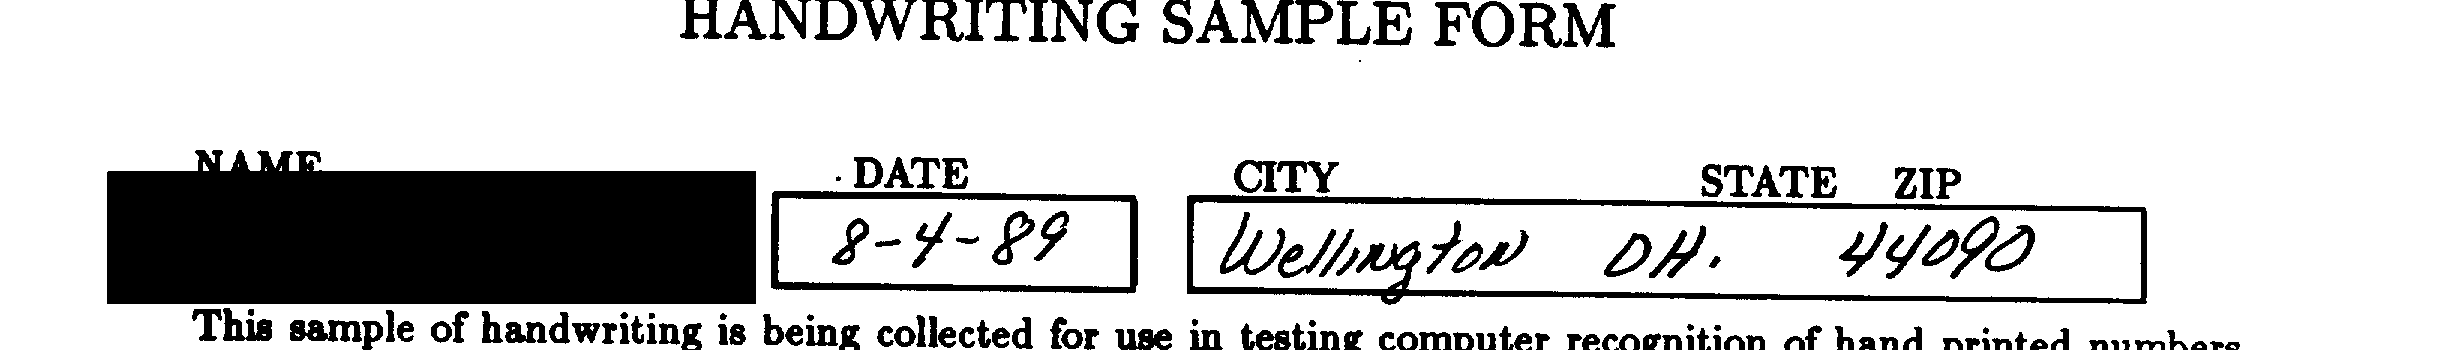 HANDWRITING SAMPLE FORM
NAME DATE CITY STATE ZIP
8-4-89 Wellington OH. 44090
This sample of handwriting is being collected for use in testing computer recognition of hand printed numbers